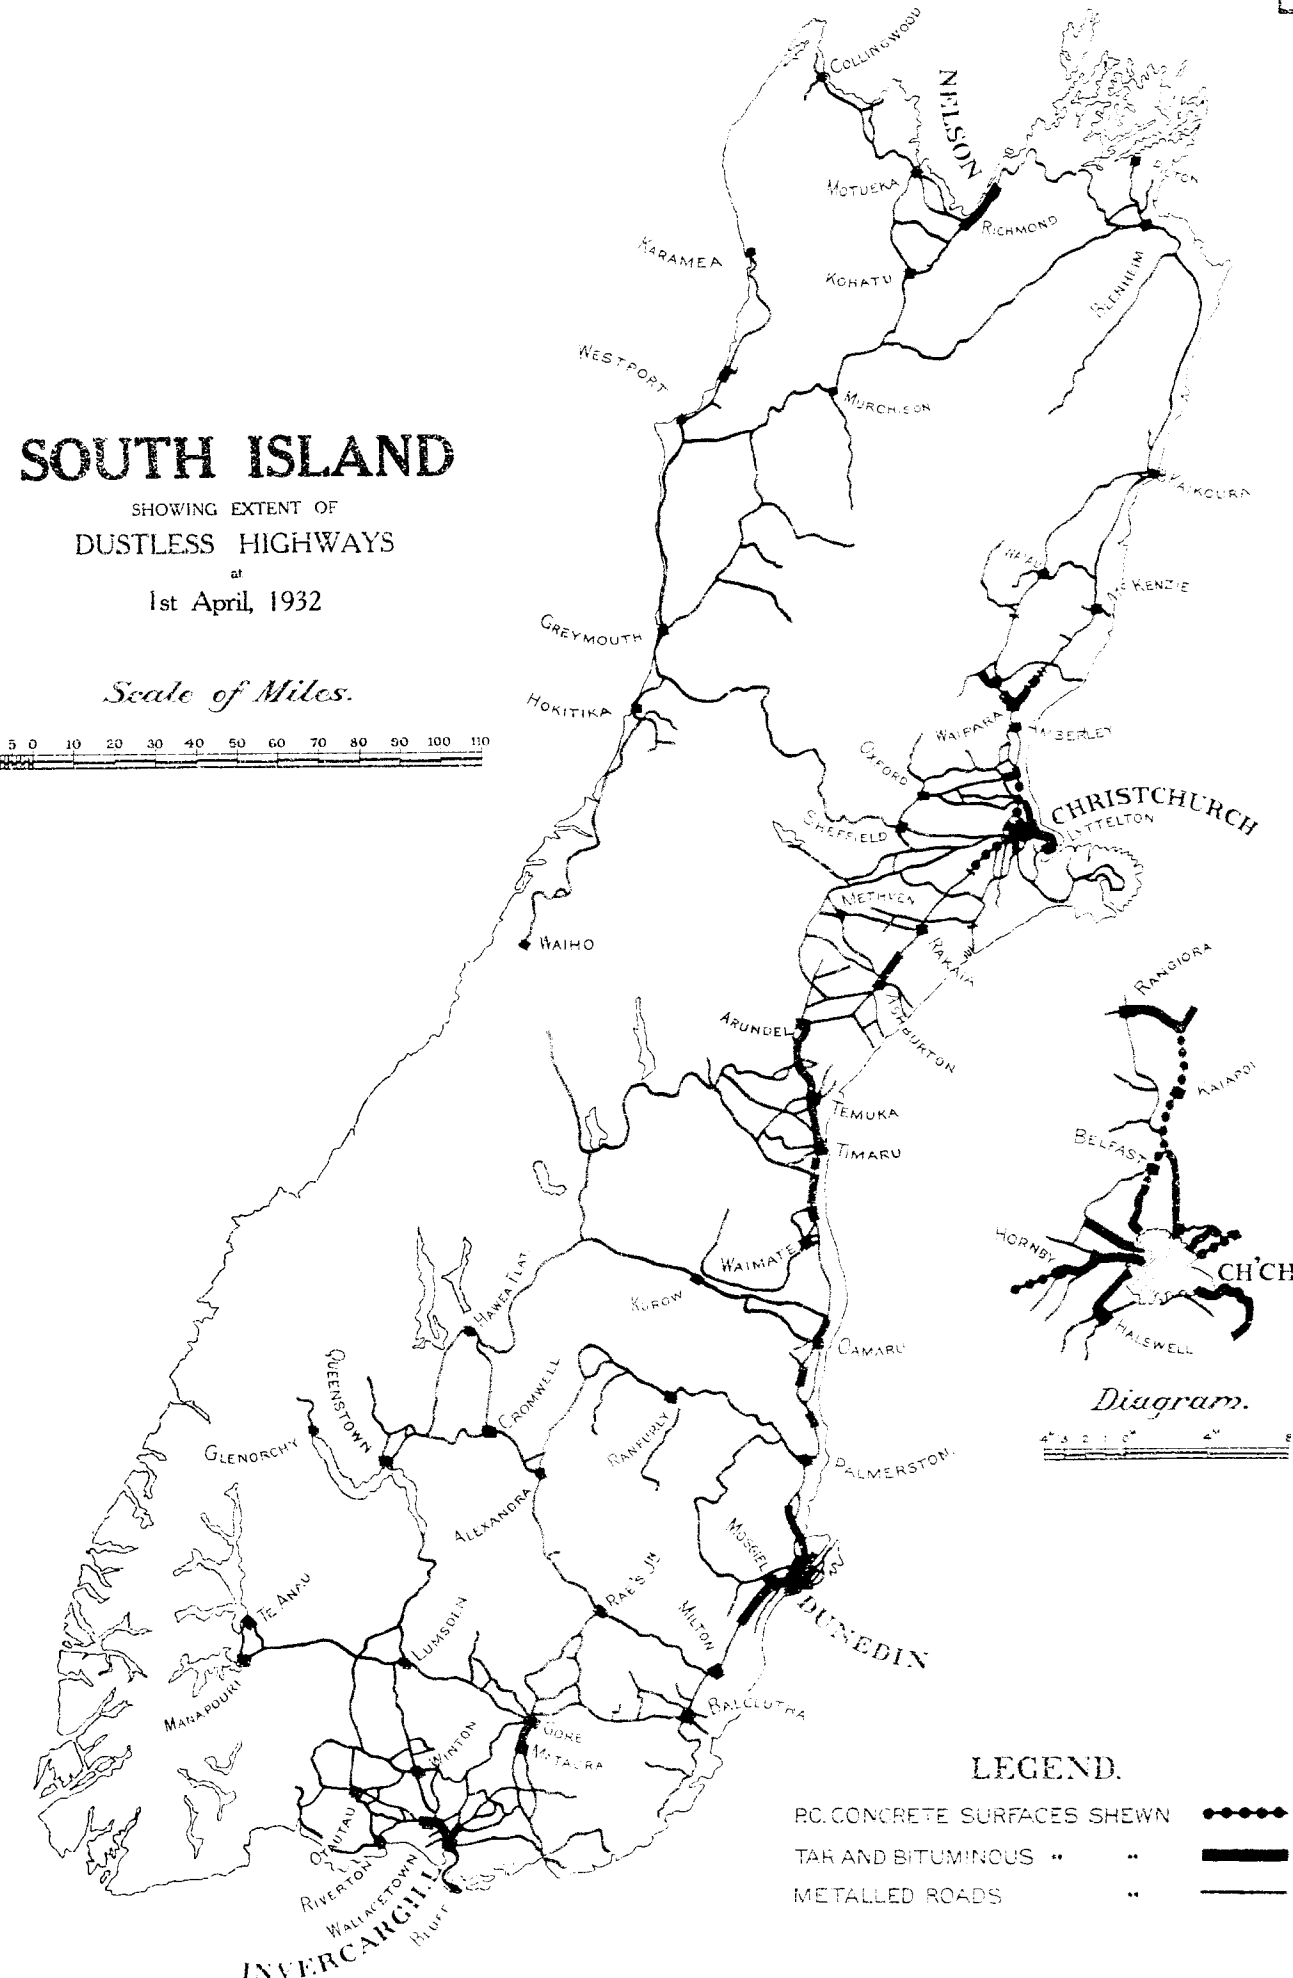 COLLINGWOOD
NELSON
MOTUEKA
RICHMOND
KARAMEA
KOHATU
BLENHEIM
WESTPORT
MURCHISON
SOUTH ISLAND
SHOWING EXTENT OF
DUSTLESS HIGHWAYS
at
1st April, 1932
Scale of Miles.
5 0 10 20 30 40 50 60 70 80 90 100 110
KAIKOURA
WAIAU
McKENZIE
GREYMOUTH
HOKITIKA
WAIPARA
AMBERLEY
OXFORD
CHRISTCHURCH
LYTTELTON
SHEFFIELD
METHVEN
RAKAIA
WAIHO
ARUNDEL
ASHBURTON
TEMUKA
TIMARU
RANGIORA
KAIAPOI
BELFAST
HORNBY
CH'CH
HALSWELL
Diagram.
WAIMATE
KUROW
HAWEA FLAT
OAMARU
QUEENSTOWN
CROMWELL
GLENORCHY
RANFURLY
PALMERSTON.
ALEXANDRA
MOSGIEL
RAE'S JN
DUNEDIN
TE ANAU
LUMSDEN
MILTON
MANAPOURI
BALCLUTHA
GORE
MATAURA
WINTON
OTAUTAU
RIVERTON
WALLACETOWN
INVERCARGILL
BLUFF
LEGEND.
P.C. CONCRETE SURFACES SHEWN
TAR AND BITUMINOUS " "
METALLED ROADS "